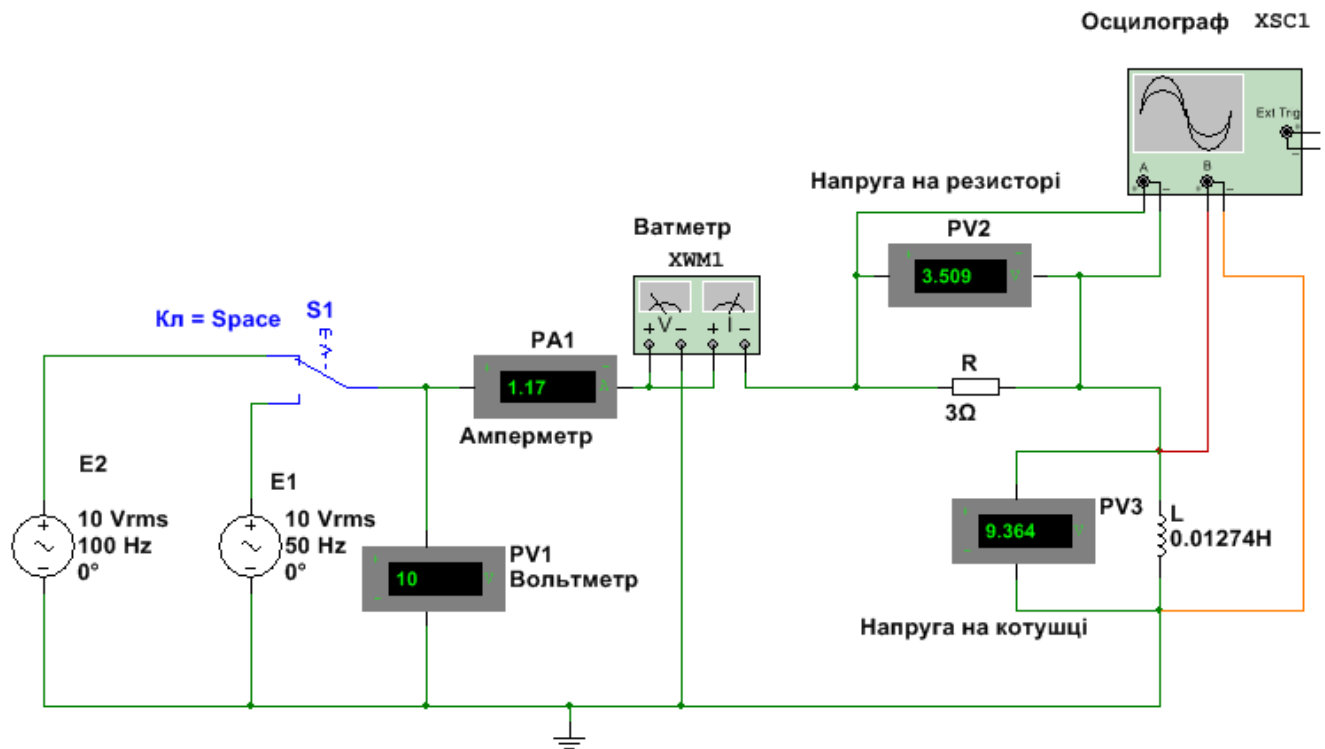 Осцилограф XSC1
Ext Trig
A
B
Напруга на резисторі
PV2
3.509
V
Ватметр
XWM1
V
I
S1
Кл = Space
PA1
1.17
A
Амперметр
R
3Ω
E2
10 Vrms
100 Hz
0°
E1
10 Vrms
50 Hz
0°
PV1
Вольтметр
10
V
PV3
9.364
V
L
0.01274H
Напруга на котушці